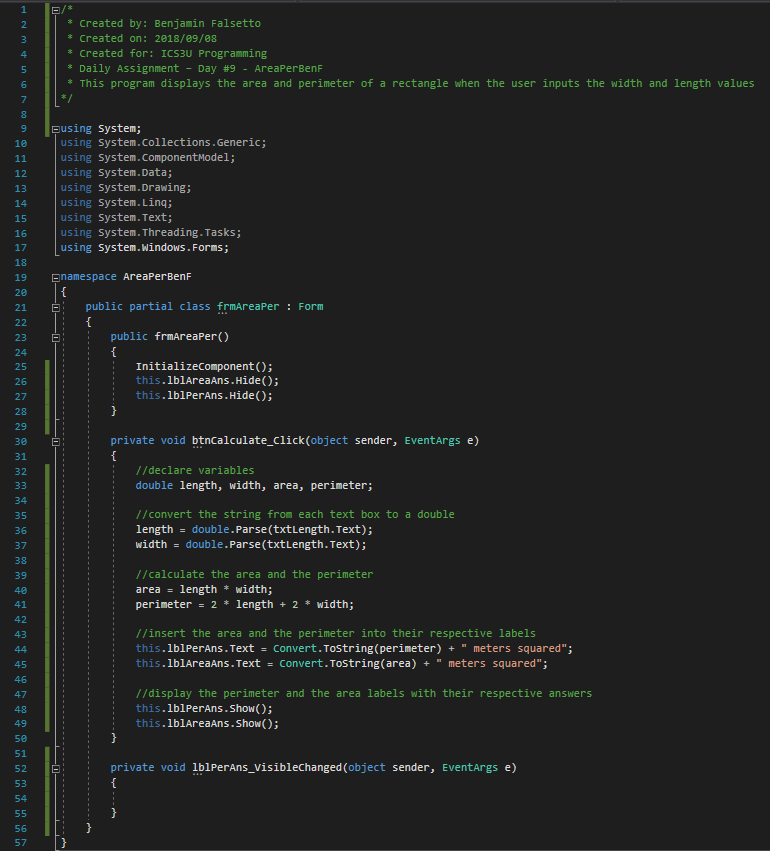 1 /*
2 * Created by: Benjamin Falsetto
3 * Created on: 2018/09/08
4 * Created for: ICS3U Programming
5 * Daily Assignment – Day #9 - AreaPerBenF
6 * This program displays the area and perimeter of a rectangle when the user inputs the width and length values
7 */
8
9 using System;
10 using System.Collections.Generic;
11 using System.ComponentModel;
12 using System.Data;
13 using System.Drawing;
14 using System.Linq;
15 using System.Text;
16 using System.Threading.Tasks;
17 using System.Windows.Forms;
18
19 namespace AreaPerBenF
20 {
21 public partial class frmAreaPer : Form
22 {
23 public frmAreaPer()
24 {
25 InitializeComponent();
26 this.lblAreaAns.Hide();
27 this.lblPerAns.Hide();
28 }
29
30 private void btnCalculate_Click(object sender, EventArgs e)
31 {
32 //declare variables
33 double length, width, area, perimeter;
34
35 //convert the string from each text box to a double
36 length = double.Parse(txtLength.Text);
37 width = double.Parse(txtLength.Text);
38
39 //calculate the area and the perimeter
40 area = length * width;
41 perimeter = 2 * length + 2 * width;
42
43 //insert the area and the perimeter into their respective labels
44 this.lblPerAns.Text = Convert.ToString(perimeter) + " meters squared";
45 this.lblAreaAns.Text = Convert.ToString(area) + " meters squared";
46
47 //display the perimeter and the area labels with their respective answers
48 this.lblPerAns.Show();
49 this.lblAreaAns.Show();
50 }
51
52 private void lblPerAns_VisibleChanged(object sender, EventArgs e)
53 {
54
55 }
56 }
57 }